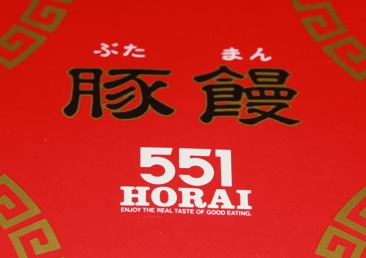 ぶた まん
豚饅
551
HORAI
ENJOY THE REAL TASTE OF GOOD EATING.